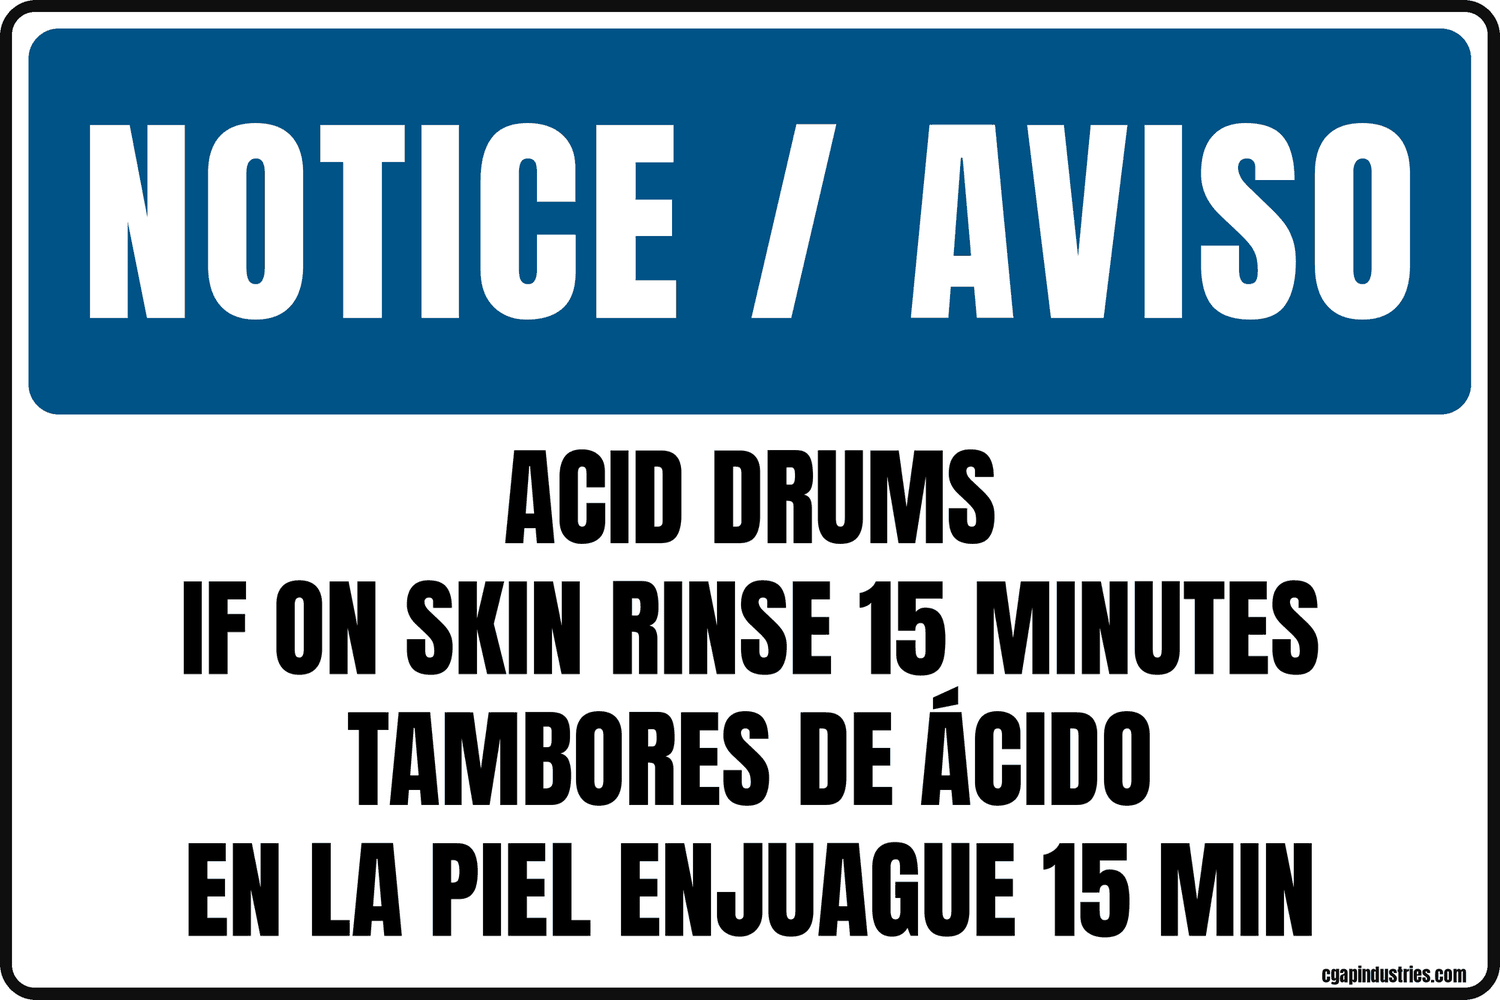 NOTICE / AVISO
ACID DRUMS
IF ON SKIN RINSE 15 MINUTES
TAMBORES DE ÁCIDO
EN LA PIEL ENJUAGUE 15 MIN
cgapindustries.com